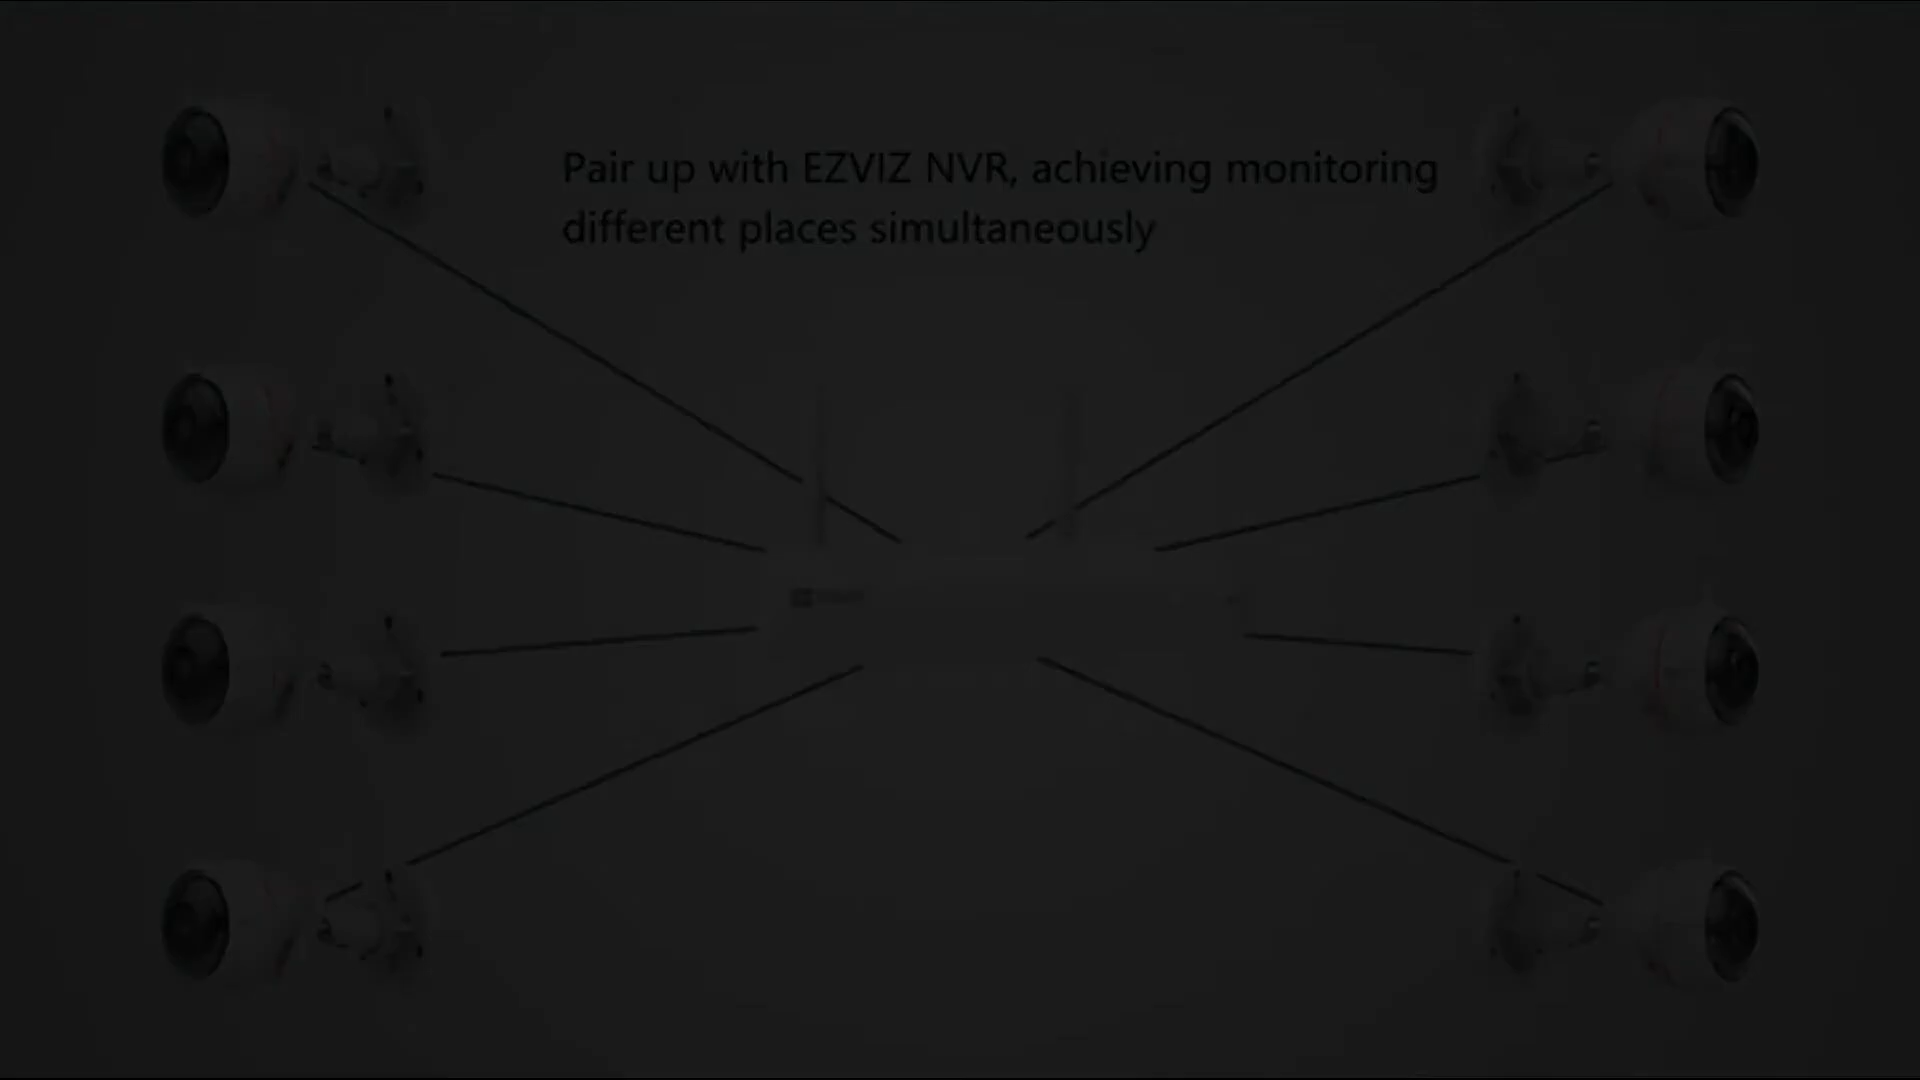 Pair up with EZVIZ NVR, achieving monitoring
different places simultaneously